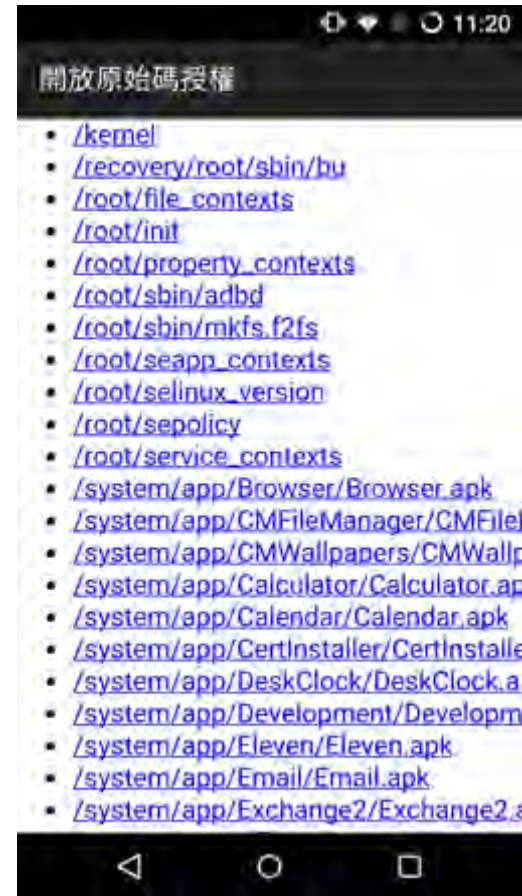 11:20
開放原始碼授權
/kernel
/recovery/root/sbin/bu
/root/file_contexts
/root/init
/root/property_contexts
/root/sbin/adbd
/root/sbin/mkfs.f2fs
/root/seapp_contexts
/root/selinux_version
/root/sepolicy
/root/service_contexts
/system/app/Browser/Browser.apk
/system/app/CMFileManager/CMFile
/system/app/CMWallpapers/CMWallp
/system/app/Calculator/Calculator.ap
/system/app/Calendar/Calendar.apk
/system/app/CertInstaller/CertInstalle
/system/app/DeskClock/DeskClock.a
/system/app/Development/Developm
/system/app/Eleven/Eleven.apk
/system/app/Email/Email.apk
/system/app/Exchange2/Exchange2.a